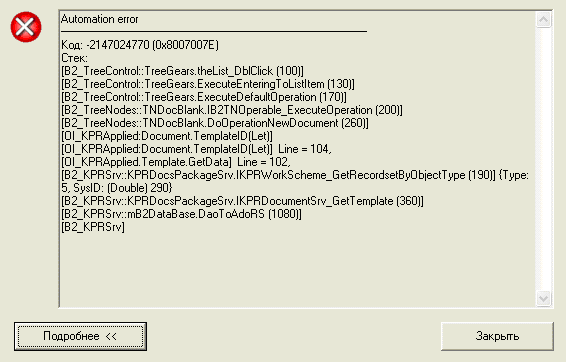 Automation error
Код: -2147024770 (0x8007007E)
Стек:
[B2_TreeControl::TreeGears.theList_DblClick (100)]
[B2_TreeControl::TreeGears.ExecuteEnteringToListItem (130)]
[B2_TreeControl::TreeGears.ExecuteDefaultOperation (170)]
[B2_TreeNodes::TNDocBlank.IB2TNOperable_ExecuteOperation (200)]
[B2_TreeNodes::TNDocBlank.DoOperationNewDocument (260)]
[OI_KPRApplied:Document.TemplateID(Let)]
[OI_KPRApplied:Document.TemplateID(Let)]  Line = 104,
[OI_KPRApplied.Template.GetData]  Line = 102,
[B2_KPRSrv::KPRDocsPackageSrv.IKPRWorkScheme_GetRecordsetByObjectType (190)] {Type:
5, SysID: (Double) 290}
[B2_KPRSrv::KPRDocsPackageSrv.IKPRDocumentSrv_GetTemplate (360)]
[B2_KPRSrv::mB2DataBase.DaoToAdoRS (1080)]
[B2_KPRSrv]
Подробнее <<
Закрыть